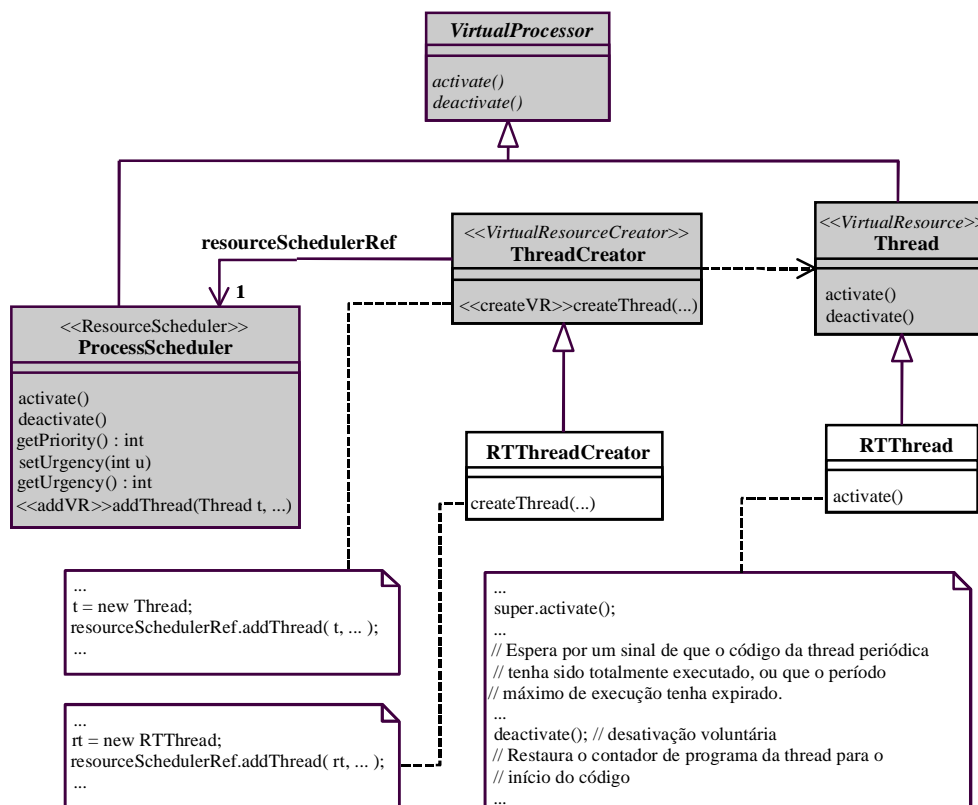 VirtualProcessor
activate()
deactivate()
<<VirtualResourceCreator>>
ThreadCreator
<<createVR>>createThread(...)
<<VirtualResource>>
Thread
activate()
deactivate()
resourceSchedulerRef
1
<<ResourceScheduler>>
ProcessScheduler
activate()
deactivate()
getPriority() : int
setUrgency(int u)
getUrgency() : int
<<addVR>>addThread(Thread t, ...)
RTThreadCreator
createThread(...)
RTThread
activate()
...
t = new Thread;
resourceSchedulerRef.addThread( t, ... );
...
...
rt = new RTThread;
resourceSchedulerRef.addThread( rt, ... );
...
...
super.activate();
...
// Espera por um sinal de que o código da thread periódica
// tenha sido totalmente executado, ou que o período
// máximo de execução tenha expirado.
...
deactivate(); // desativação voluntária
// Restaura o contador de programa da thread para o
// início do código
...